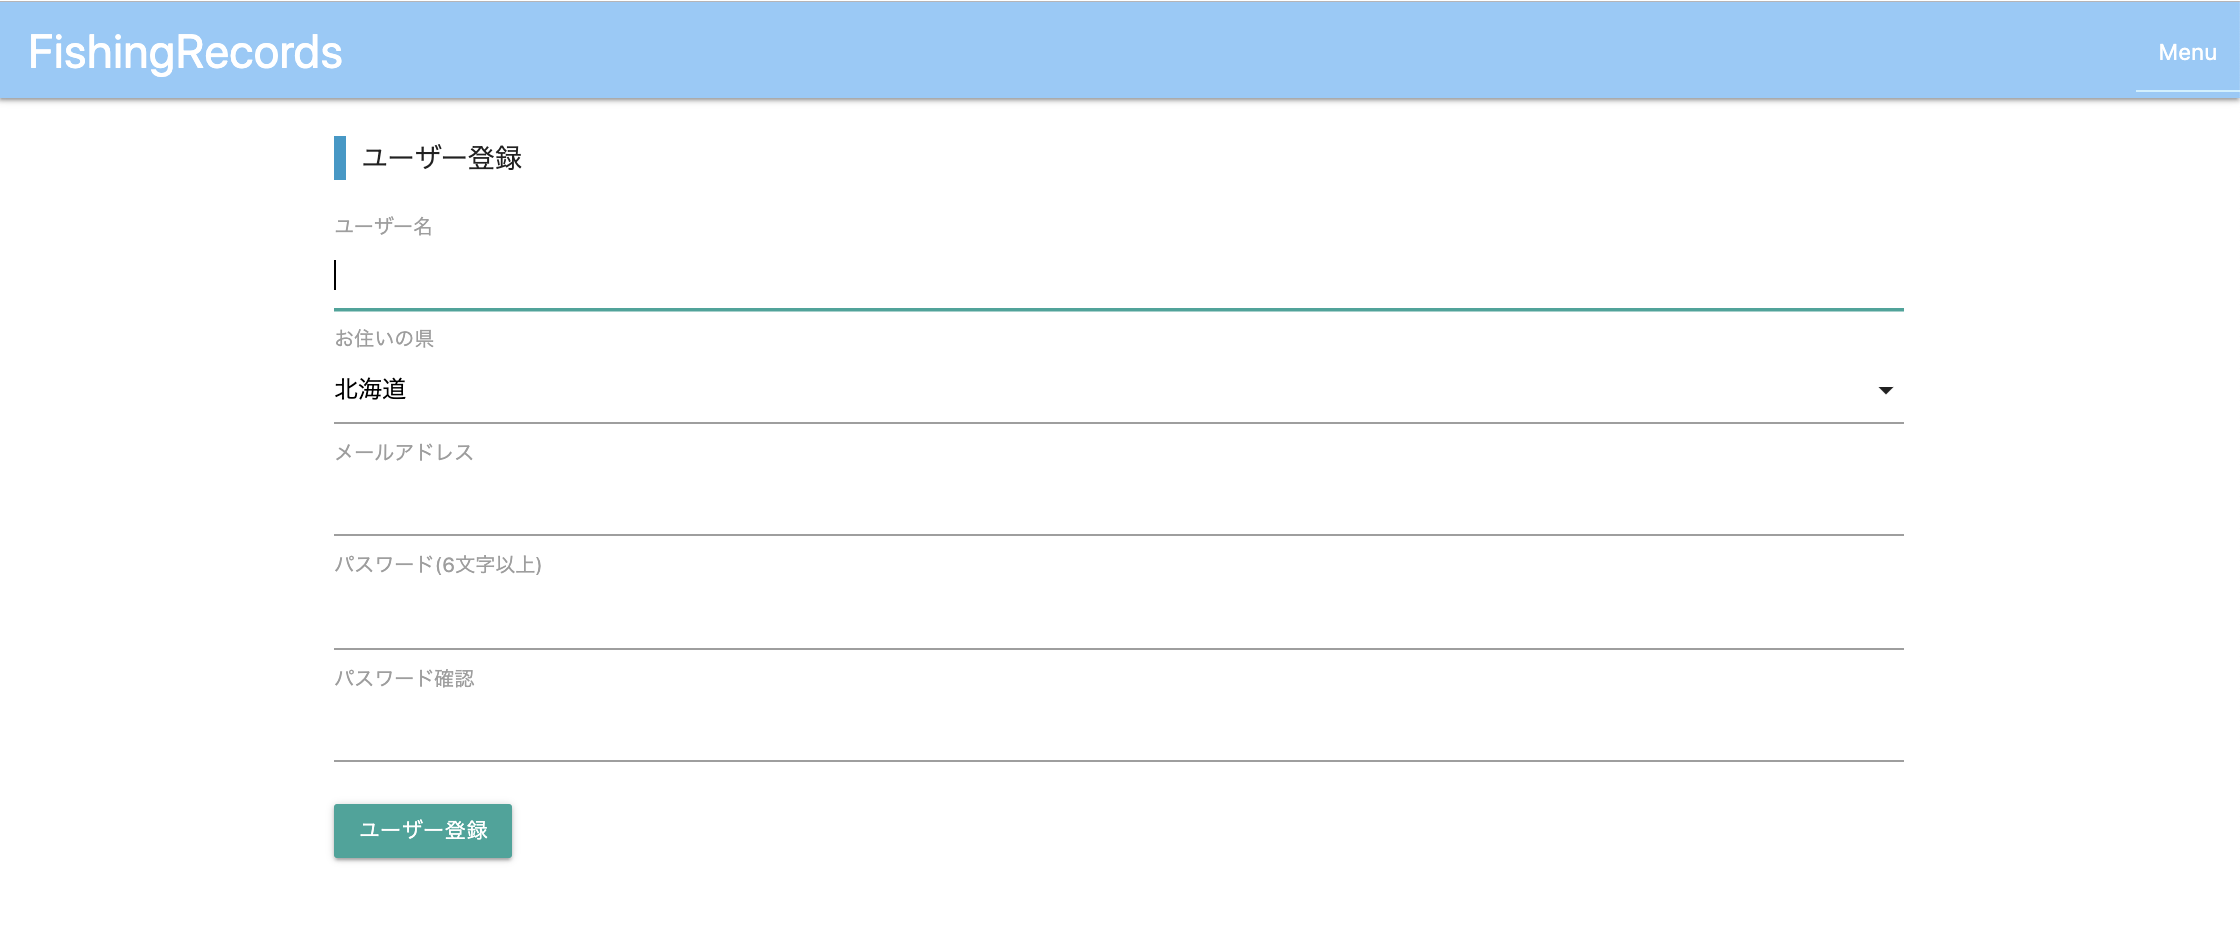 FishingRecords
Menu
ユーザー登録
ユーザー名
お住いの県
北海道
メールアドレス
パスワード(6文字以上)
パスワード確認
ユーザー登録